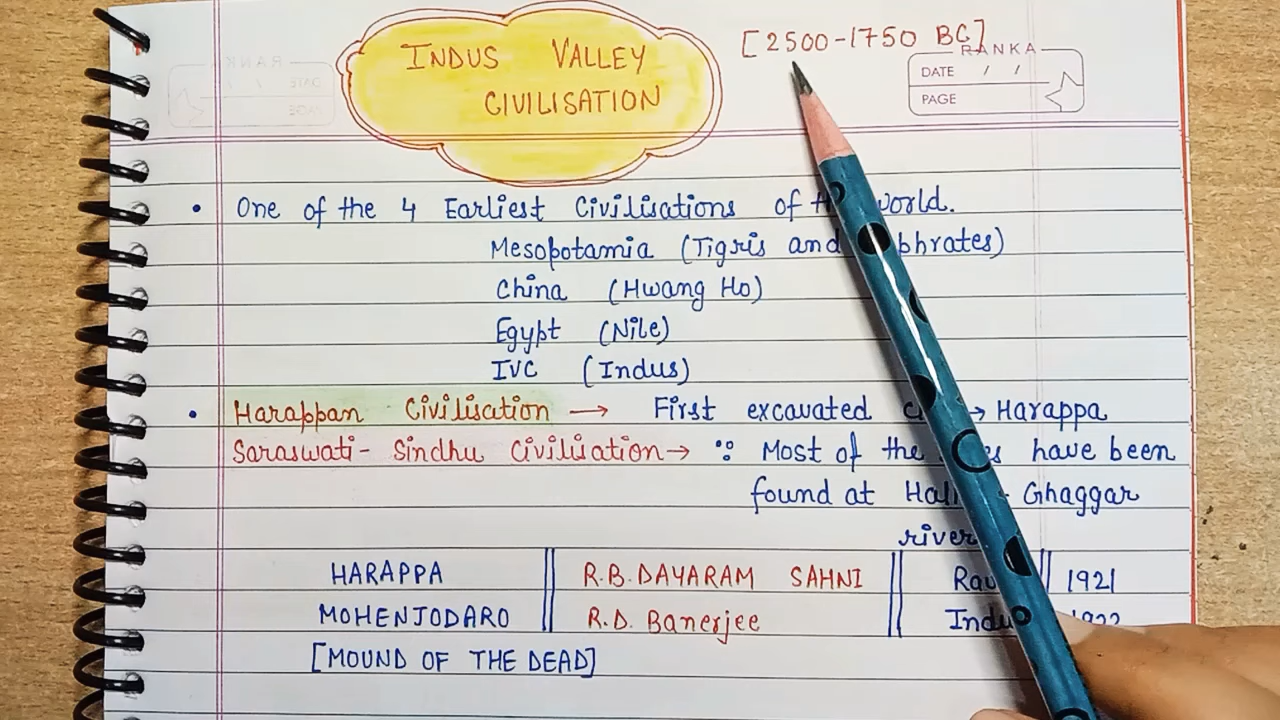 INDUS VALLEY
CIVILISATION
[2500-1750 BC]
RANKA
DATE / /
PAGE
• One of the 4 Earliest Civilisations of world.
Mesopotamia (Tigris and
China (Hwang Ho)
Egypt (Nile)
IVC (Indus)
• Harappan Civilisation → First excavated → Harappa
Saraswati- Sindhu Civilisation → ∵ Most of the have been
found at - Ghaggar
river
HARAPPA || R.B. DAYARAM SAHNI || || 1921
MOHENJODARO || R.D. Banerjee ||
[MOUND OF THE DEAD]